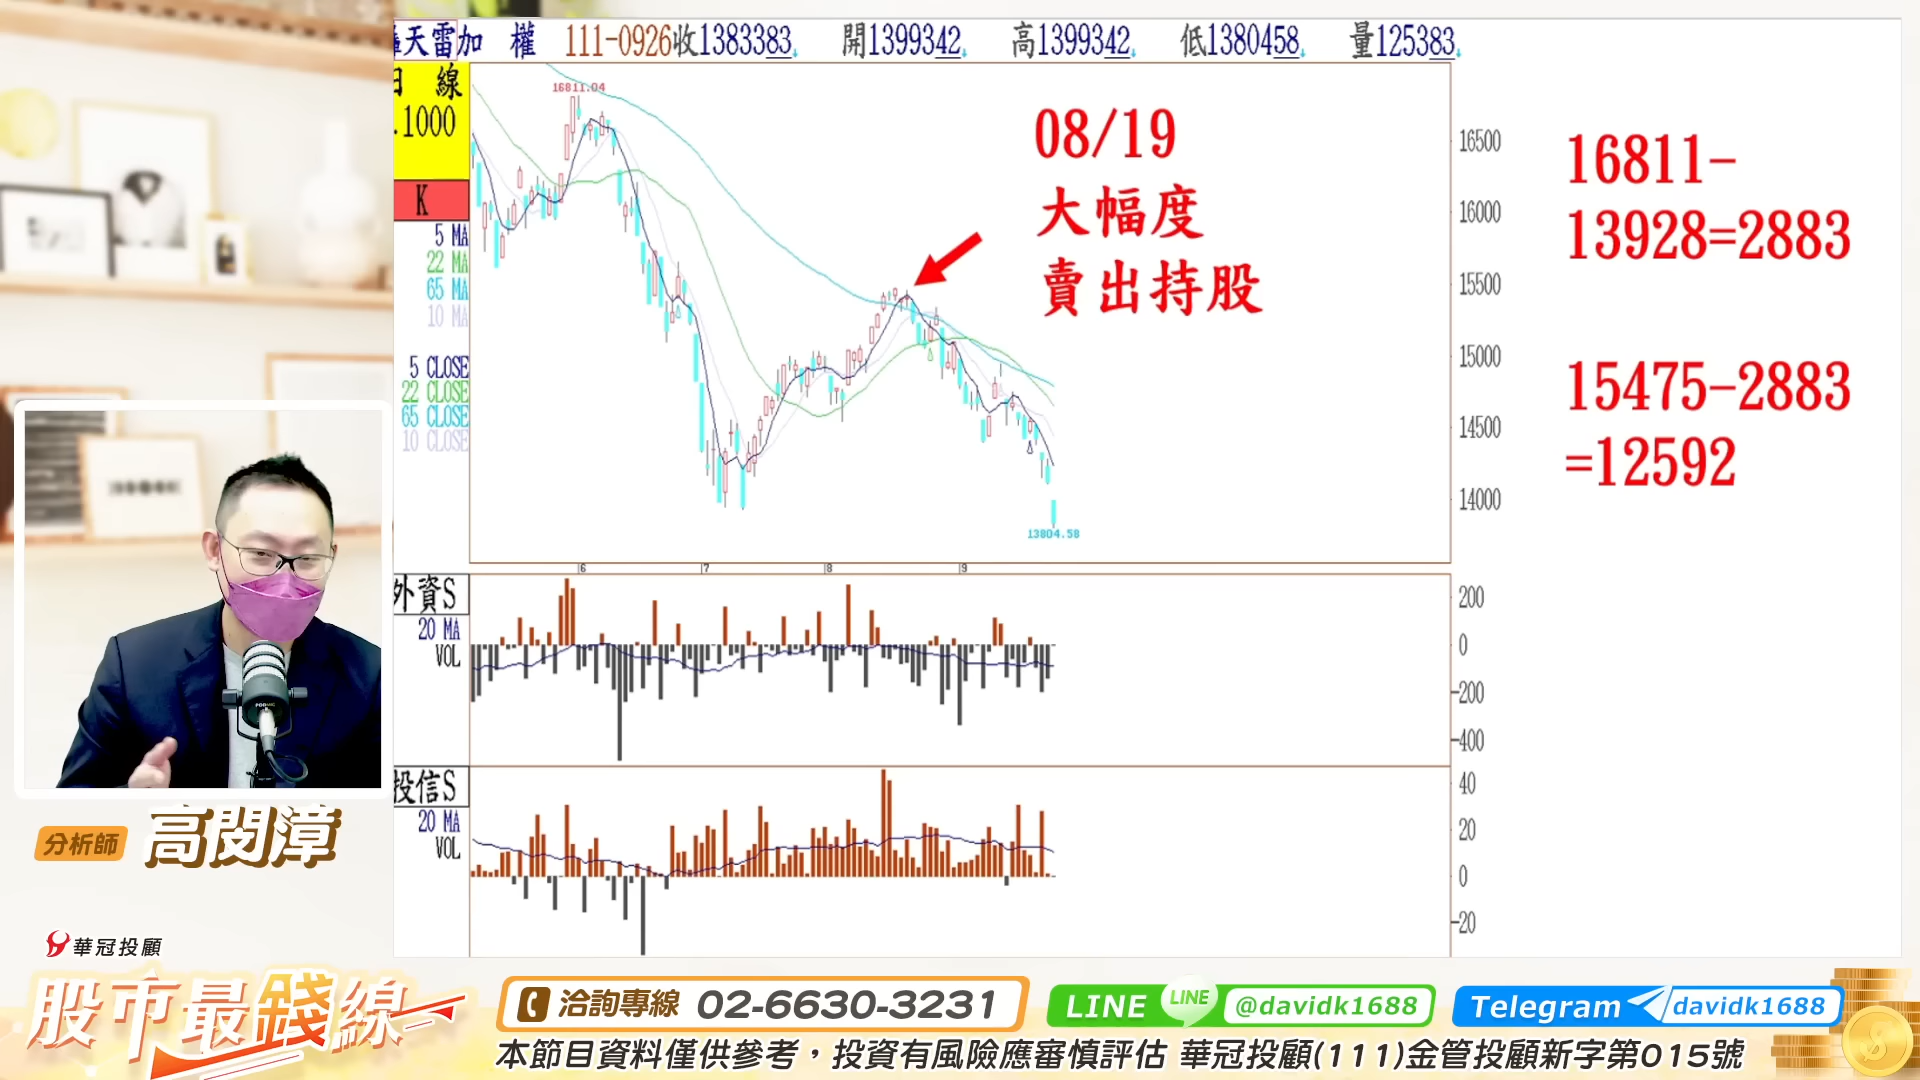 天雷加 權 111-0926收1383383 開1399342 高1399342 低1380458 量125383
日 線
.1000
K
5 MA
22 MA
65 MA
10 MA
5 CLOSE
22 CLOSE
65 CLOSE
10 CLOSE
16811.04
08/19
大幅度
賣出持股
13804.58
16500
16000
15500
15000
14500
14000
16811-
13928=2883
15475-2883
=12592
6 7 8 9
外資S
20 MA
VOL
200
0
-200
-400
投信S
20 MA
VOL
40
20
0
-20
PODMIC
分析師 高閔漳
華冠投顧
股市最錢線
洽詢專線 02-6630-3231
LINE LINE @davidk1688
Telegram davidk1688
本節目資料僅供參考，投資有風險應審慎評估 華冠投顧(111)金管投顧新字第015號